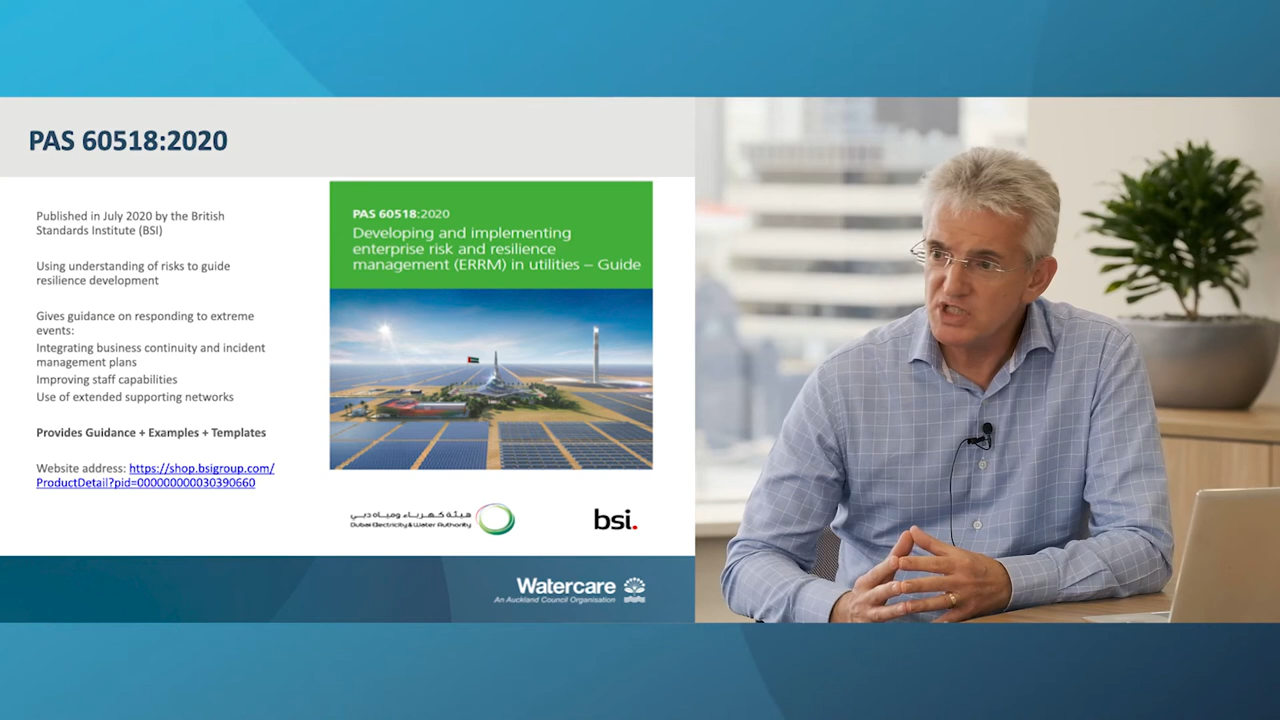 PAS 60518:2020
Published in July 2020 by the British
Standards Institute (BSI)
Using understanding of risks to guide
resilience development
Gives guidance on responding to extreme
events:
Integrating business continuity and incident
management plans
Improving staff capabilities
Use of extended supporting networks
Provides Guidance + Examples + Templates
Website address: https://shop.bsigroup.com/
ProductDetail?pid=000000000030390660
PAS 60518:2020
Developing and implementing
enterprise risk and resilience
management (ERRM) in utilities – Guide
هيئة كهرباء ومياه دبي
Dubai Electricity & Water Authority
bsi.
Watercare
An Auckland Council Organisation